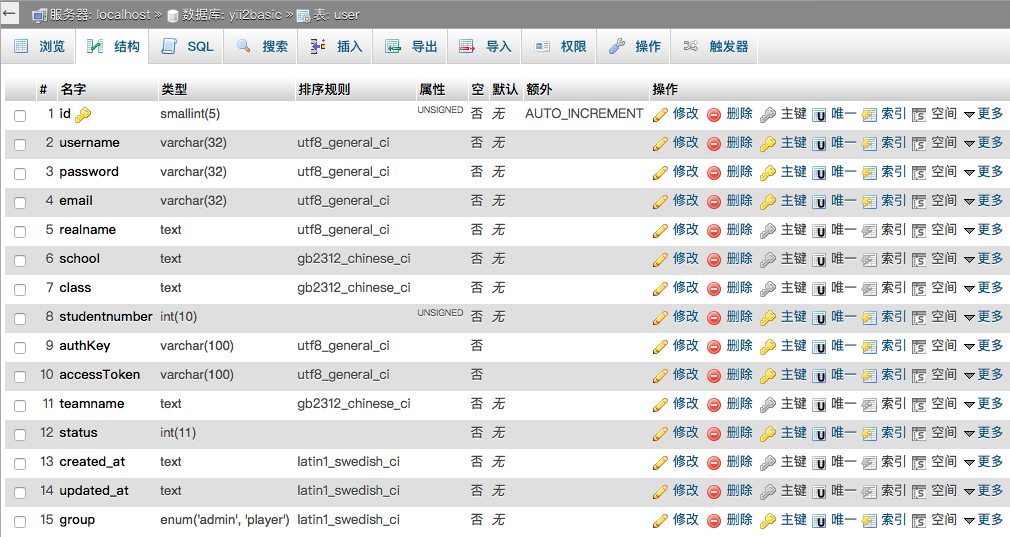 服务器: localhost » 数据库: yii2basic » 表: user
浏览 结构 SQL 搜索 插入 导出 导入 权限 操作 触发器
# 名字 类型 排序规则 属性 空 默认 额外 操作
1 id smallint(5) UNSIGNED 否 无 AUTO_INCREMENT 修改 删除 主键 唯一 索引 空间 更多
2 username varchar(32) utf8_general_ci 否 无 修改 删除 主键 唯一 索引 空间 更多
3 password varchar(32) utf8_general_ci 否 无 修改 删除 主键 唯一 索引 空间 更多
4 email varchar(32) utf8_general_ci 否 无 修改 删除 主键 唯一 索引 空间 更多
5 realname text utf8_general_ci 否 无 修改 删除 主键 唯一 索引 空间 更多
6 school text gb2312_chinese_ci 否 无 修改 删除 主键 唯一 索引 空间 更多
7 class text gb2312_chinese_ci 否 无 修改 删除 主键 唯一 索引 空间 更多
8 studentnumber int(10) UNSIGNED 否 无 修改 删除 主键 唯一 索引 空间 更多
9 authKey varchar(100) utf8_general_ci 否 修改 删除 主键 唯一 索引 空间 更多
10 accessToken varchar(100) utf8_general_ci 否 修改 删除 主键 唯一 索引 空间 更多
11 teamname text gb2312_chinese_ci 否 无 修改 删除 主键 唯一 索引 空间 更多
12 status int(11) 否 无 修改 删除 主键 唯一 索引 空间 更多
13 created_at text latin1_swedish_ci 否 无 修改 删除 主键 唯一 索引 空间 更多
14 updated_at text latin1_swedish_ci 否 无 修改 删除 主键 唯一 索引 空间 更多
15 group enum('admin', 'player') latin1_swedish_ci 否 无 修改 删除 主键 唯一 索引 空间 更多